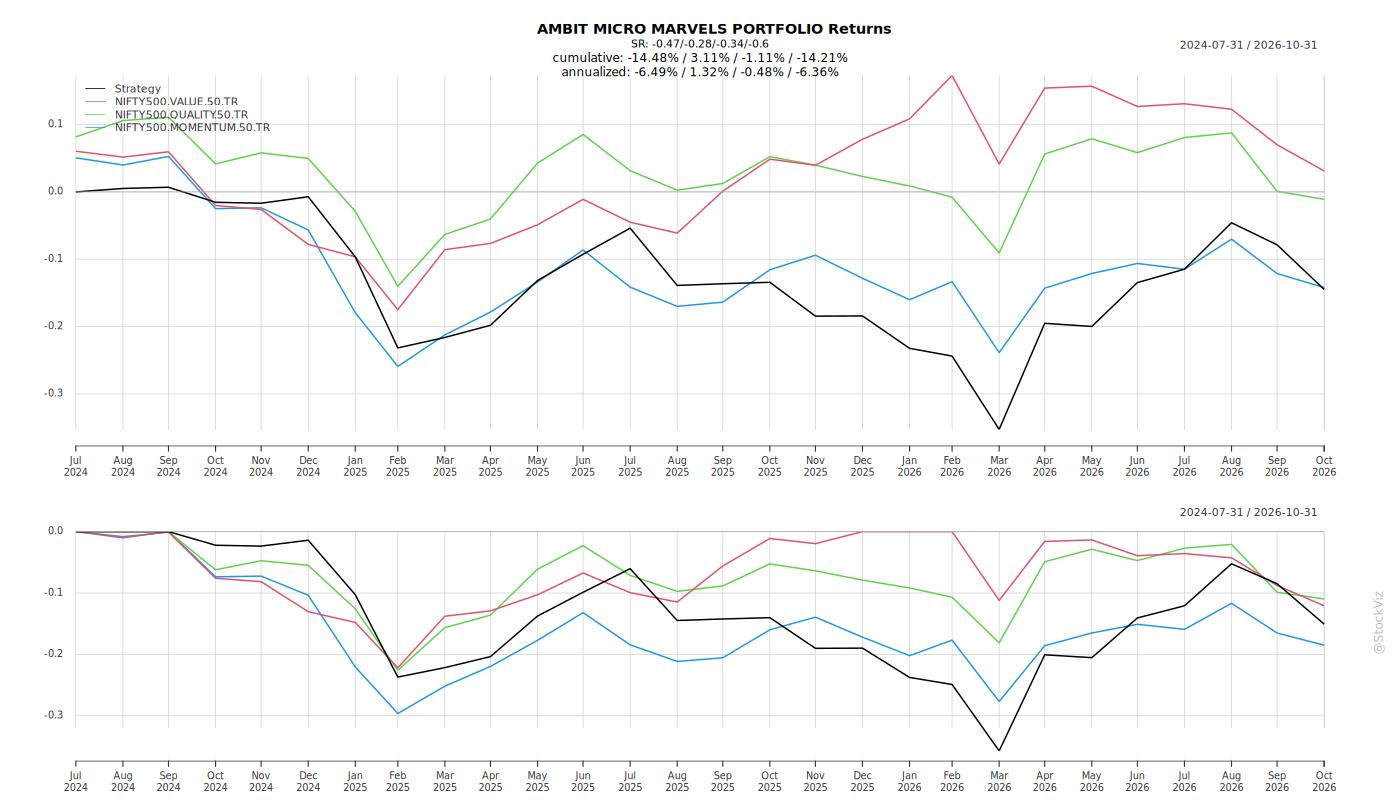 AMBIT MICRO MARVELS PORTFOLIO Returns
SR: -0.47/-0.28/-0.34/-0.6
cumulative: -14.48% / 3.11% / -1.11% / -14.21%
annualized: -6.49% / 1.32% / -0.48% / -6.36%
2024-07-31 / 2026-10-31
Strategy
NIFTY500.VALUE.50.TR
NIFTY500.QUALITY.50.TR
NIFTY500.MOMENTUM.50.TR
0.1
0.0
-0.1
-0.2
-0.3
Jul Aug Sep Oct Nov Dec Jan Feb Mar Apr May Jun Jul Aug Sep Oct Nov Dec Jan Feb Mar Apr May Jun Jul Aug Sep Oct
2024 2024 2024 2024 2024 2024 2025 2025 2025 2025 2025 2025 2025 2025 2025 2025 2025 2025 2026 2026 2026 2026 2026 2026 2026 2026 2026 2026
2024-07-31 / 2026-10-31
0.0
-0.1
-0.2
-0.3
Jul Aug Sep Oct Nov Dec Jan Feb Mar Apr May Jun Jul Aug Sep Oct Nov Dec Jan Feb Mar Apr May Jun Jul Aug Sep Oct
2024 2024 2024 2024 2024 2024 2025 2025 2025 2025 2025 2025 2025 2025 2025 2025 2025 2025 2026 2026 2026 2026 2026 2026 2026 2026 2026 2026
@StockViz